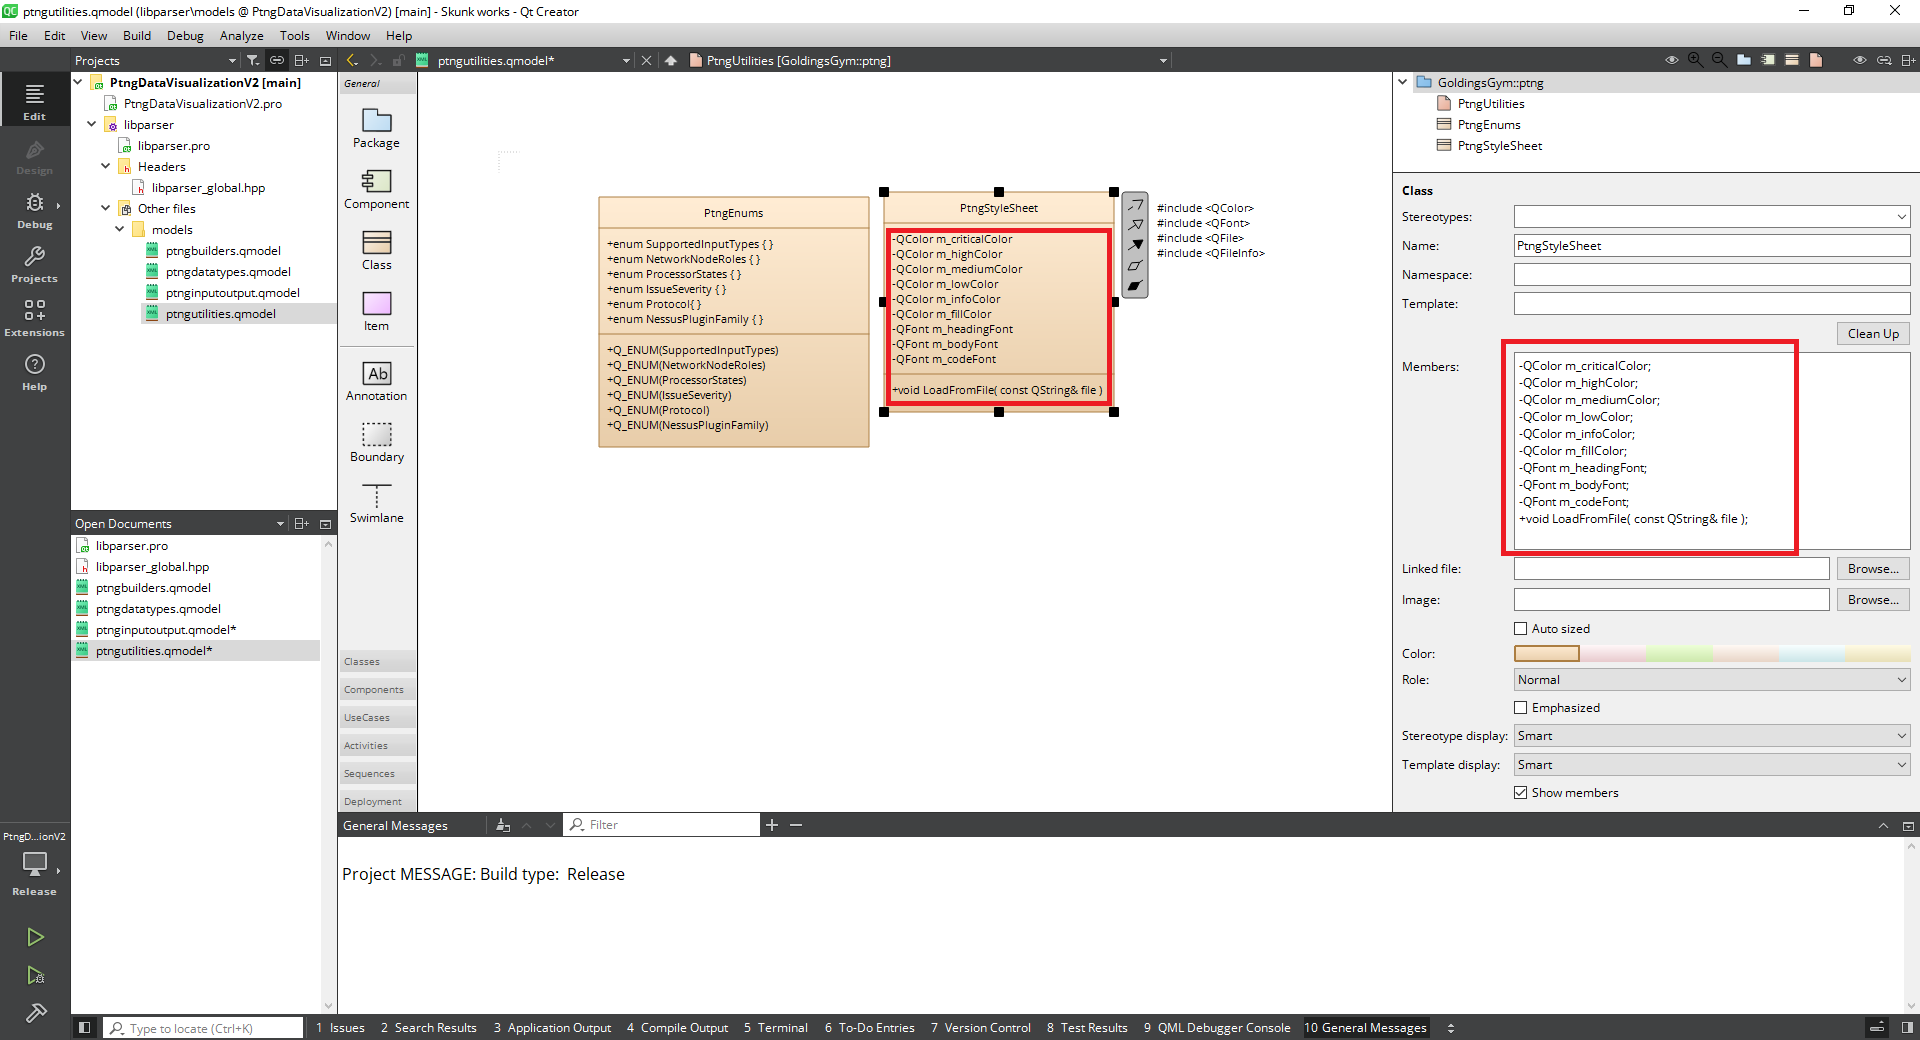 ptngutilities.qmodel (libparser\models @ PtngDataVisualizationV2) [main] - Skunk works - Qt Creator
File Edit View Build Debug Analyze Tools Window Help
Projects
ptngutilities.qmodel*
PtngUtilities [GoldingsGym::ptng]
Edit
Design
Debug
Projects
Extensions
Help
PtngD...ionV2
Release
PtngDataVisualizationV2 [main]
PtngDataVisualizationV2.pro
libparser
libparser.pro
Headers
libparser_global.hpp
Other files
models
ptngbuilders.qmodel
ptngdatatypes.qmodel
ptnginputoutput.qmodel
ptngutilities.qmodel
Open Documents
libparser.pro
libparser_global.hpp
ptngbuilders.qmodel
ptngdatatypes.qmodel
ptnginputoutput.qmodel*
ptngutilities.qmodel*
General
Package
Component
Class
Item
Ab
Annotation
Boundary
Swimlane
Classes
Components
UseCases
Activities
Sequences
Deployment
PtngEnums
+enum SupportedInputTypes { }
+enum NetworkNodeRoles { }
+enum ProcessorStates { }
+enum IssueSeverity { }
+enum Protocol{ }
+enum NessusPluginFamily { }
+Q_ENUM(SupportedInputTypes)
+Q_ENUM(NetworkNodeRoles)
+Q_ENUM(ProcessorStates)
+Q_ENUM(IssueSeverity)
+Q_ENUM(Protocol)
+Q_ENUM(NessusPluginFamily)
PtngStyleSheet
-QColor m_criticalColor
-QColor m_highColor
-QColor m_mediumColor
-QColor m_lowColor
-QColor m_infoColor
-QColor m_fillColor
-QFont m_headingFont
-QFont m_bodyFont
-QFont m_codeFont
+void LoadFromFile( const QString& file )
#include <QColor>
#include <QFont>
#include <QFile>
#include <QFileInfo>
GoldingsGym::ptng
PtngUtilities
PtngEnums
PtngStyleSheet
Class
Stereotypes:
Name: PtngStyleSheet
Namespace:
Template:
Clean Up
Members:
-QColor m_criticalColor;
-QColor m_highColor;
-QColor m_mediumColor;
-QColor m_lowColor;
-QColor m_infoColor;
-QColor m_fillColor;
-QFont m_headingFont;
-QFont m_bodyFont;
-QFont m_codeFont;
+void LoadFromFile( const QString& file );
Linked file: Browse...
Image: Browse...
Auto sized
Color:
Role: Normal
Emphasized
Stereotype display: Smart
Template display: Smart
Show members
General Messages
Filter
Project MESSAGE: Build type:  Release
Type to locate (Ctrl+K)
1 Issues 2 Search Results 3 Application Output 4 Compile Output 5 Terminal 6 To-Do Entries 7 Version Control 8 Test Results 9 QML Debugger Console 10 General Messages